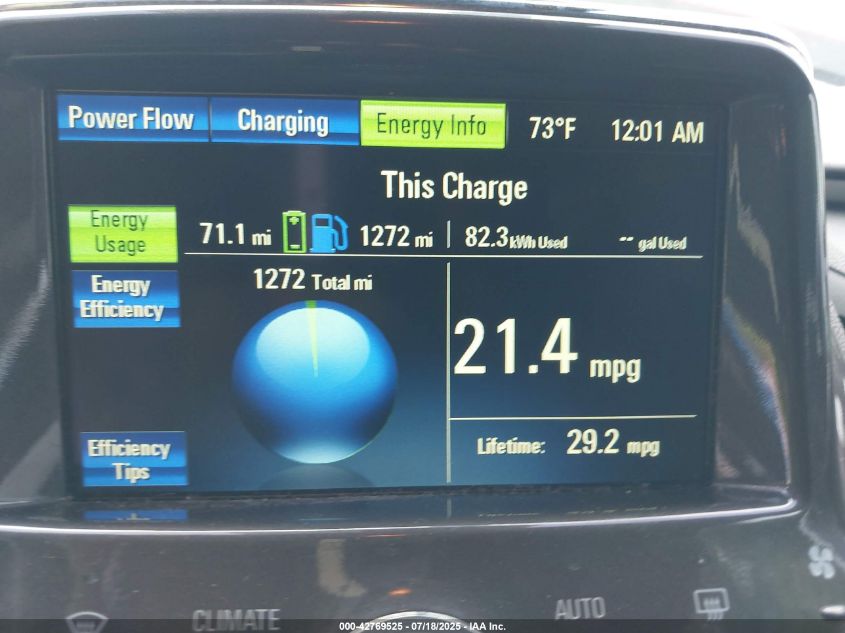 Power Flow Charging Energy Info 73°F 12:01 AM
This Charge
Energy
Usage
71.1 mi 1272 mi 82.3 kWh Used -- gal Used
Energy
Efficiency
1272 Total mi
21.4 mpg
Lifetime: 29.2 mpg
Efficiency
Tips
CLIMATE AUTO
000-42769525 - 07/18/2025 - IAA Inc.